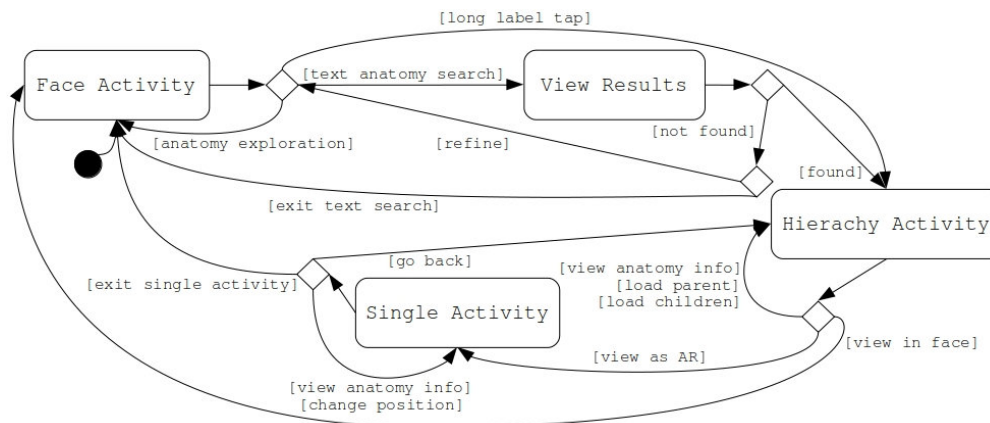 [long label tap]
Face Activity
[text anatomy search]
View Results
[not found]
[anatomy exploration]
[refine]
[found]
[exit text search]
Hierachy Activity
[go back]
[view anatomy info]
[load parent]
[load children]
[exit single activity]
Single Activity
[view in face]
[view as AR]
[view anatomy info]
[change position]